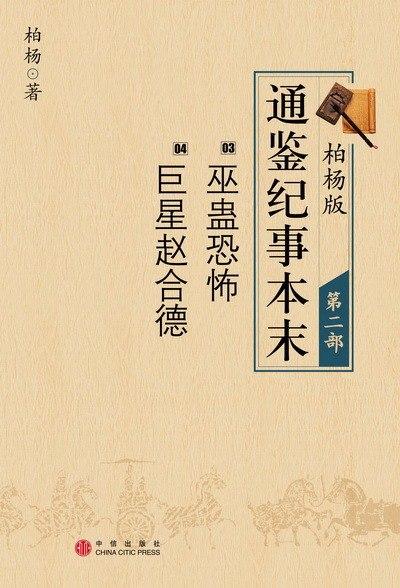 柏杨版
通鉴纪事本末
第二部
03 巫蛊恐怖
04 巨星赵合德
柏杨⊙著
中信出版社
CHINA CITIC PRESS